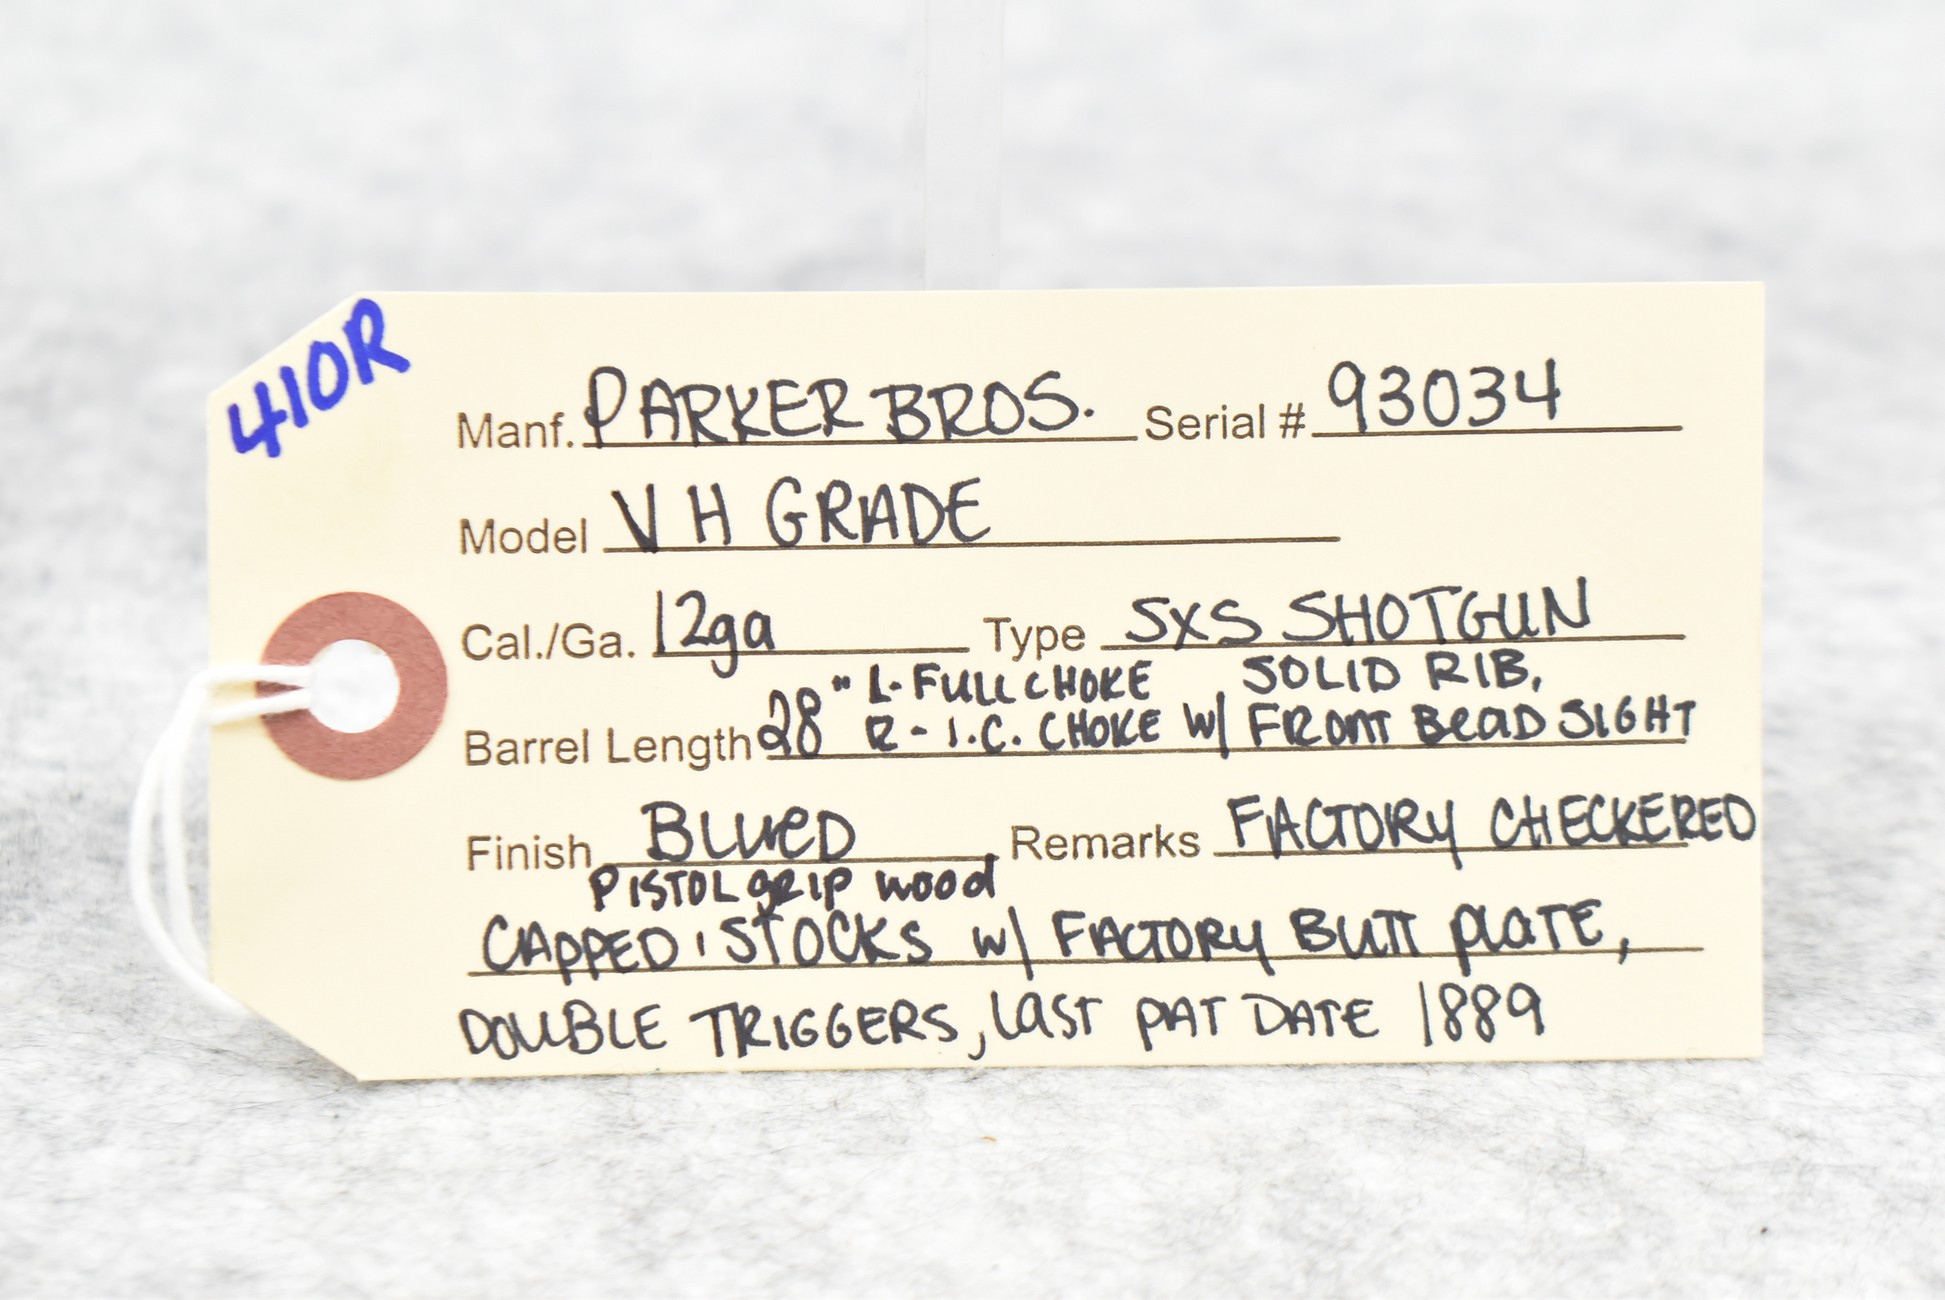 410R
Manf. PARKER BROS. Serial # 93034
Model V H GRADE
Cal./Ga. 12ga Type SXS SHOTGUN
L-FULL CHOKE SOLID RIB,
Barrel Length 28" R-I.C. CHOKE W/ FRONT BEAD SIGHT
Finish BLUED Remarks FACTORY CHECKERED
PISTOL GRIP WOOD
CAPPED, STOCKS W/ FACTORY BUTT PLATE,
DOUBLE TRIGGERS, LAST PAT DATE 1889